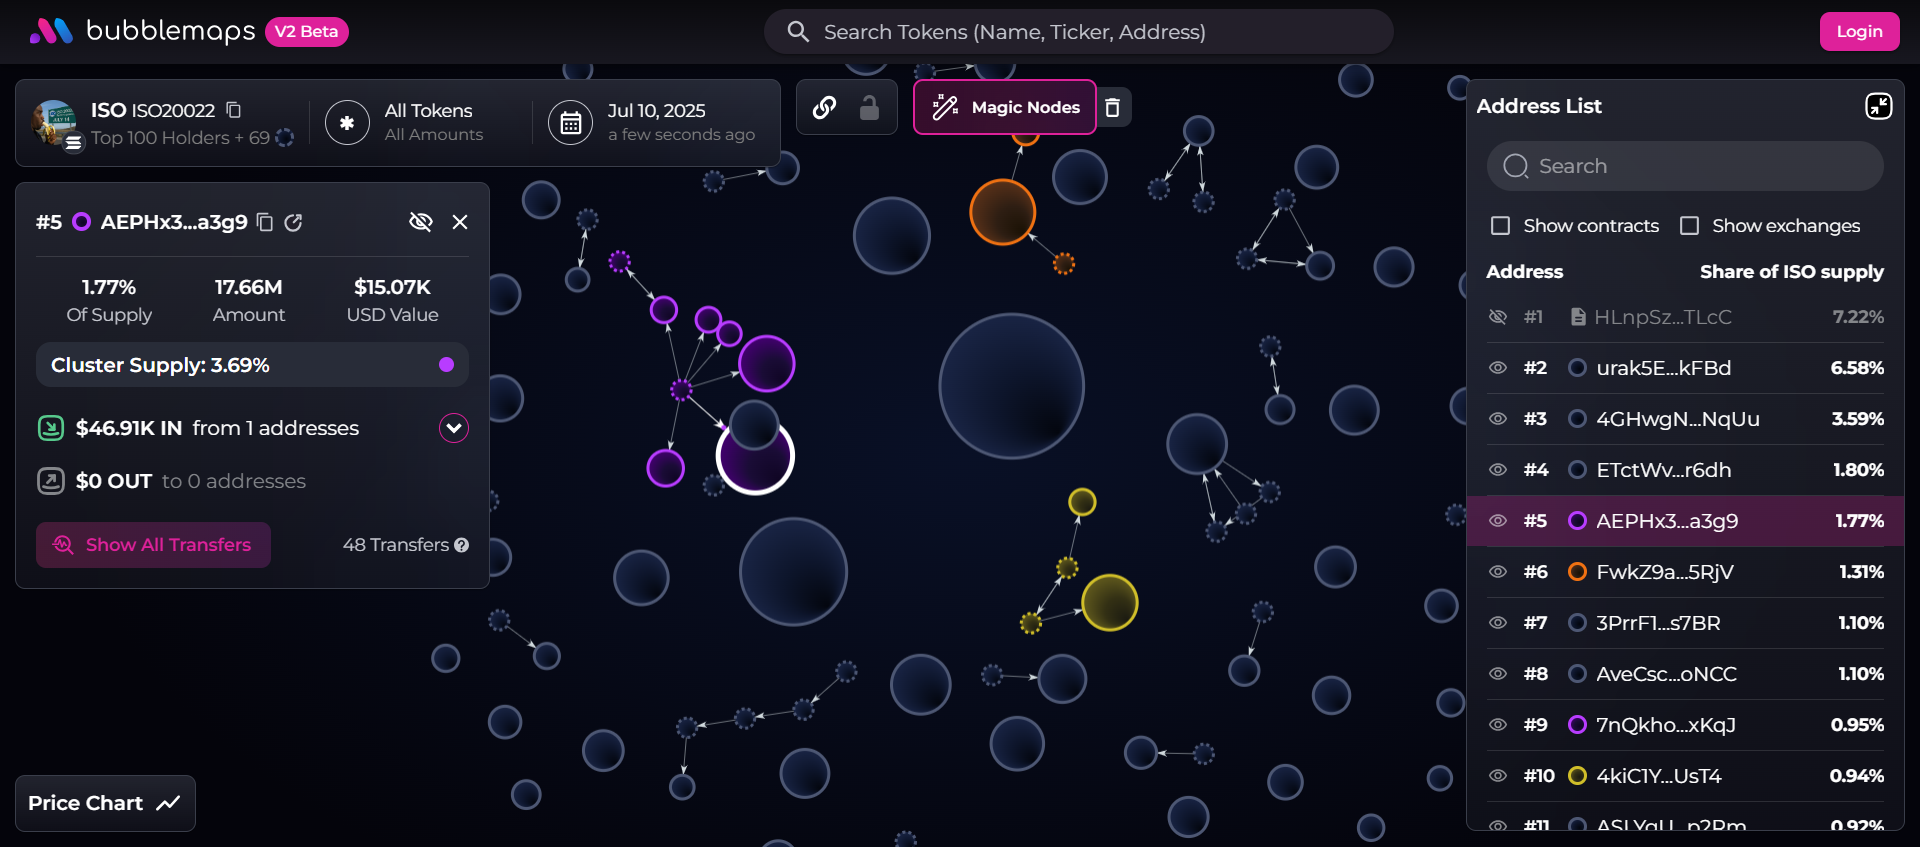 bubblemaps V2 Beta
Search Tokens (Name, Ticker, Address)
Login
ISO ISO20022
Top 100 Holders + 69
All Tokens
All Amounts
Jul 10, 2025
a few seconds ago
Magic Nodes
#5 AEPHx3...a3g9
1.77%
Of Supply
17.66M
Amount
$15.07K
USD Value
Cluster Supply: 3.69%
$46.91K IN from 1 addresses
$0 OUT to 0 addresses
Show All Transfers
48 Transfers
Price Chart
Address List
Search
Show contracts
Show exchanges
Address Share of ISO supply
#1 HLnpSz...TLcC 7.22%
#2 urak5E...kFBd 6.58%
#3 4GHwgN...NqUu 3.59%
#4 ETctWv...r6dh 1.80%
#5 AEPHx3...a3g9 1.77%
#6 FwkZ9a...5RjV 1.31%
#7 3PrrF1...s7BR 1.10%
#8 AveCsc...oNCC 1.10%
#9 7nQkho...xKqJ 0.95%
#10 4kiC1Y...UsT4 0.94%
#11 0.92%